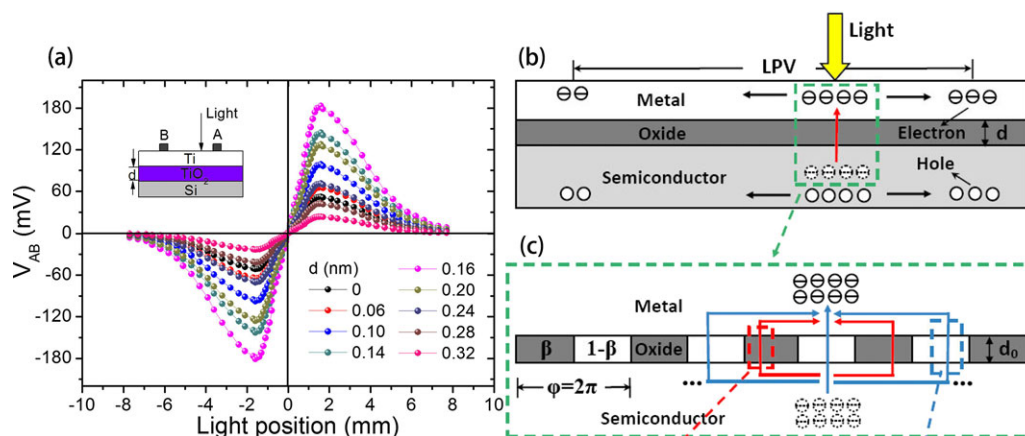 (a)
V_AB (mV)
180
120
60
0
-60
-120
-180
B Light A
Ti
d TiO2
Si
d (nm)
0
0.06
0.10
0.14
0.16
0.20
0.24
0.28
0.32
-10 -8 -6 -4 -2 0 2 4 6 8 10
Light position (mm)
(b)
Light
LPV
Metal
Oxide Electron d
Semiconductor Hole
(c)
Metal
β 1-β Oxide d₀
... ...
φ=2π
Semiconductor